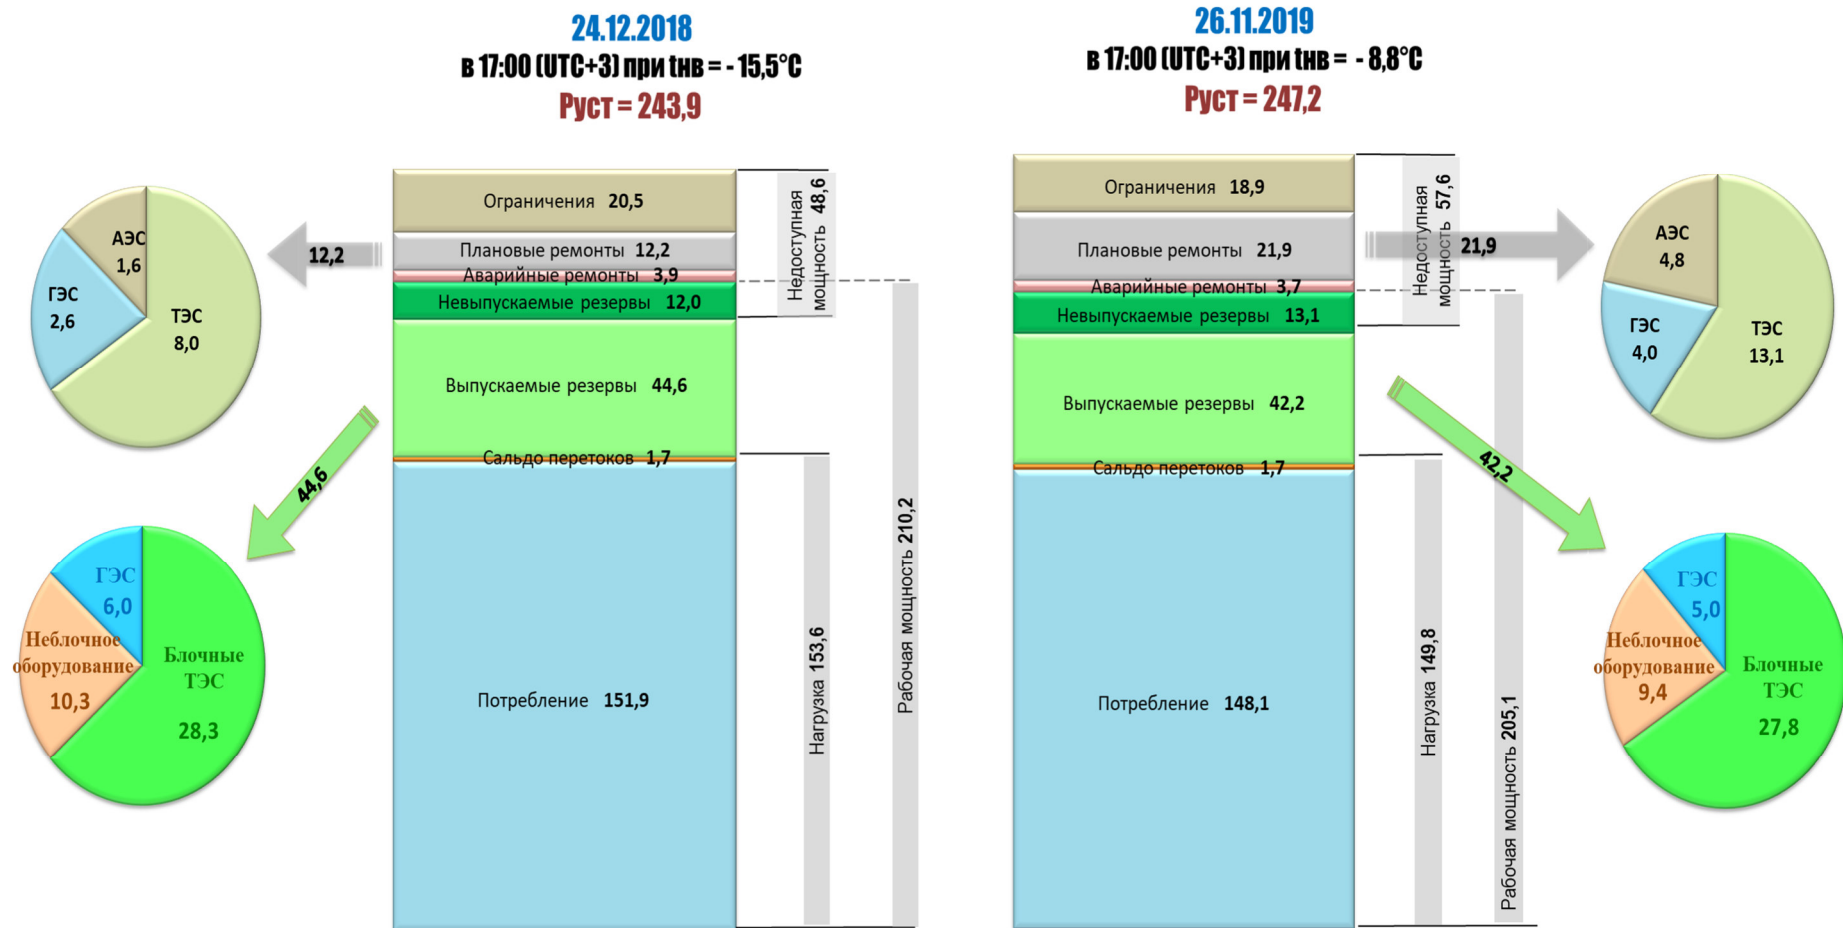 24.12.2018
в 17:00 (UTC+3) при tнв = - 15,5°С
Руст = 243,9
АЭС
1,6
ГЭС
2,6
ТЭС
8,0
12,2
Ограничения 20,5
Плановые ремонты 12,2
Аварийные ремонты 3,9
Невыпускаемые резервы 12,0
Выпускаемые резервы 44,6
Сальдо перетоков 1,7
Потребление 151,9
Недоступная
мощность 48,6
Нагрузка 153,6
Рабочая мощность 210,2
44,6
ГЭС
6,0
Неблочное
оборудование
10,3
Блочные
ТЭС
28,3
26.11.2019
в 17:00 (UTC+3) при tнв = - 8,8°С
Руст = 247,2
Ограничения 18,9
Плановые ремонты 21,9
Аварийные ремонты 3,7
Невыпускаемые резервы 13,1
Выпускаемые резервы 42,2
Сальдо перетоков 1,7
Потребление 148,1
Недоступная
мощность 57,6
Нагрузка 149,8
Рабочая мощность 205,1
21,9
АЭС
4,8
ГЭС
4,0
ТЭС
13,1
42,2
ГЭС
5,0
Неблочное
оборудование
9,4
Блочные
ТЭС
27,8